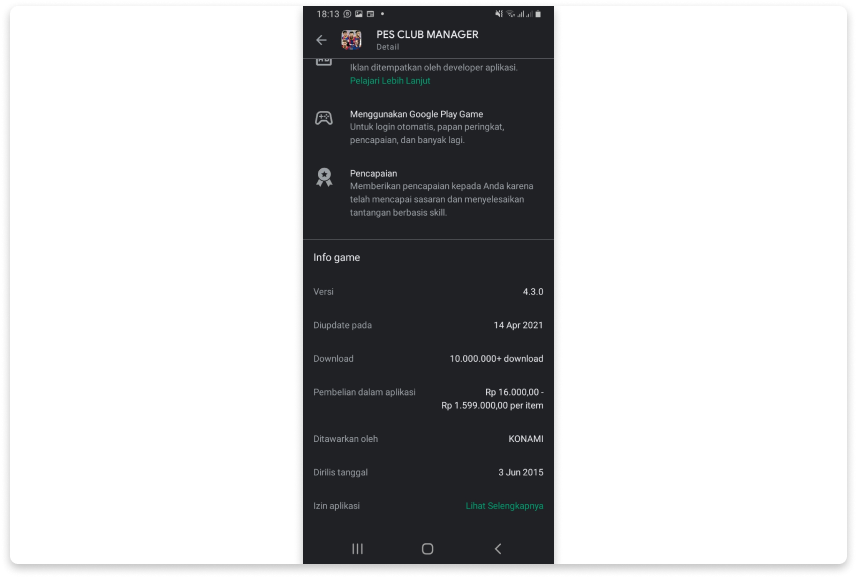 18:13
PES CLUB MANAGER
Detail
Iklan ditempatkan oleh developer aplikasi.
Pelajari Lebih Lanjut
Menggunakan Google Play Game
Untuk login otomatis, papan peringkat,
pencapaian, dan banyak lagi.
Pencapaian
Memberikan pencapaian kepada Anda karena
telah mencapai sasaran dan menyelesaikan
tantangan berbasis skill.
Info game
Versi 4.3.0
Diupdate pada 14 Apr 2021
Download 10.000.000+ download
Pembelian dalam aplikasi Rp 16.000,00 -
Rp 1.599.000,00 per item
Ditawarkan oleh KONAMI
Dirilis tanggal 3 Jun 2015
Izin aplikasi Lihat Selengkapnya